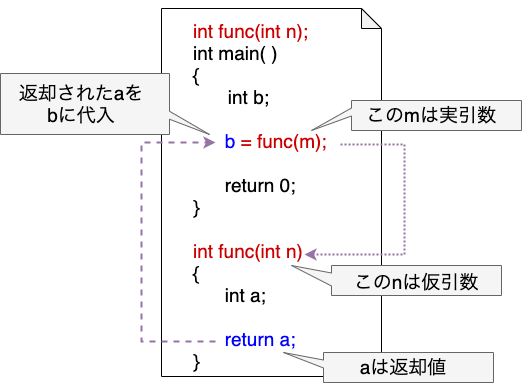 int func(int n);
int main( )
{
int b;
返却されたaを
bに代入
このmは実引数
b = func(m);
return 0;
}
int func(int n)
{
このnは仮引数
int a;
return a;
}
aは返却値